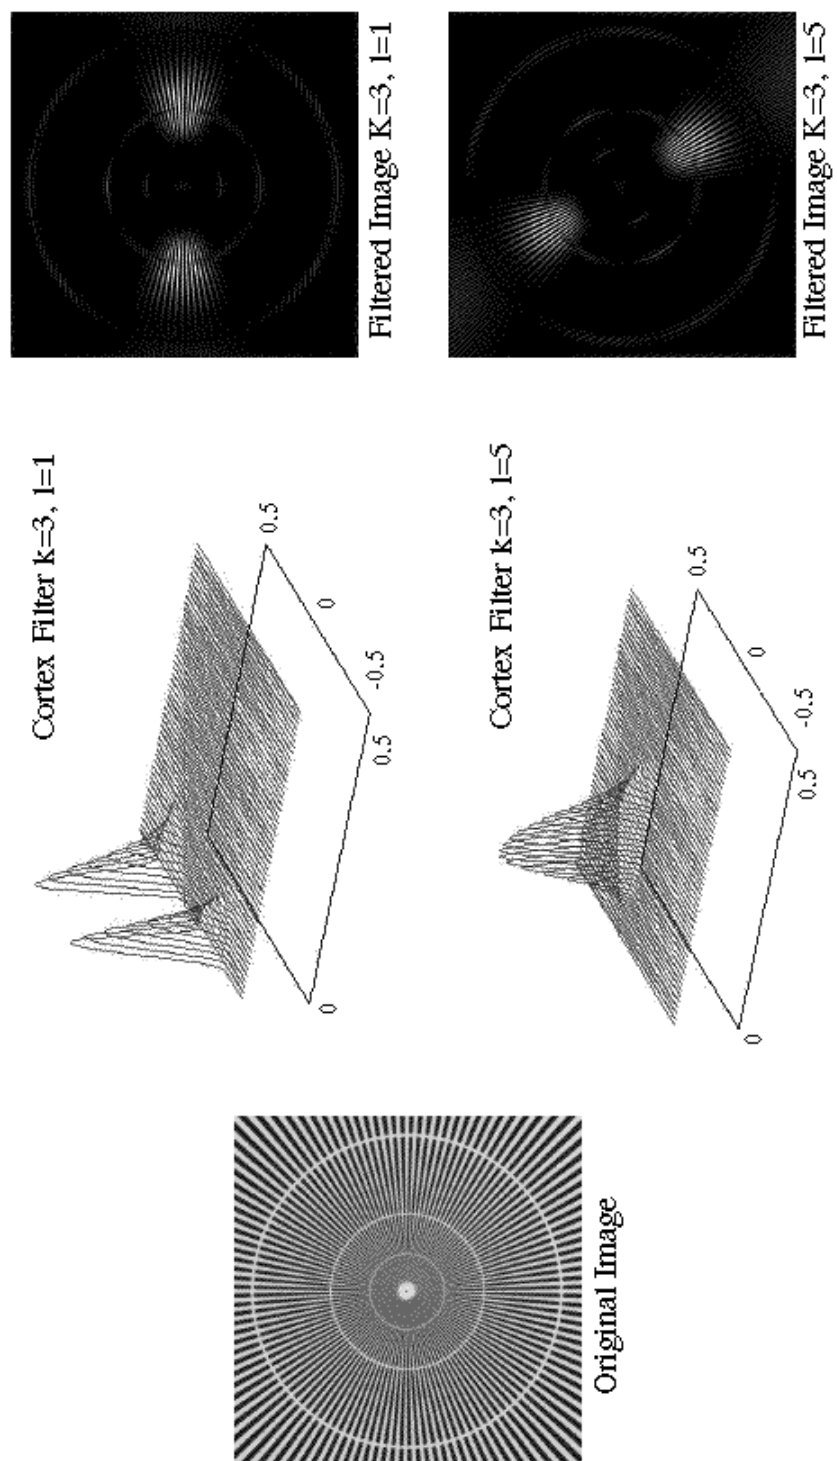 Cortex Filter k=3, l=1
0.5
0
-0.5
0.5
0
Filtered Image K=3, l=1
Original Image
Cortex Filter k=3, l=5
0.5
0
-0.5
0.5
0
Filtered Image K=3, l=5